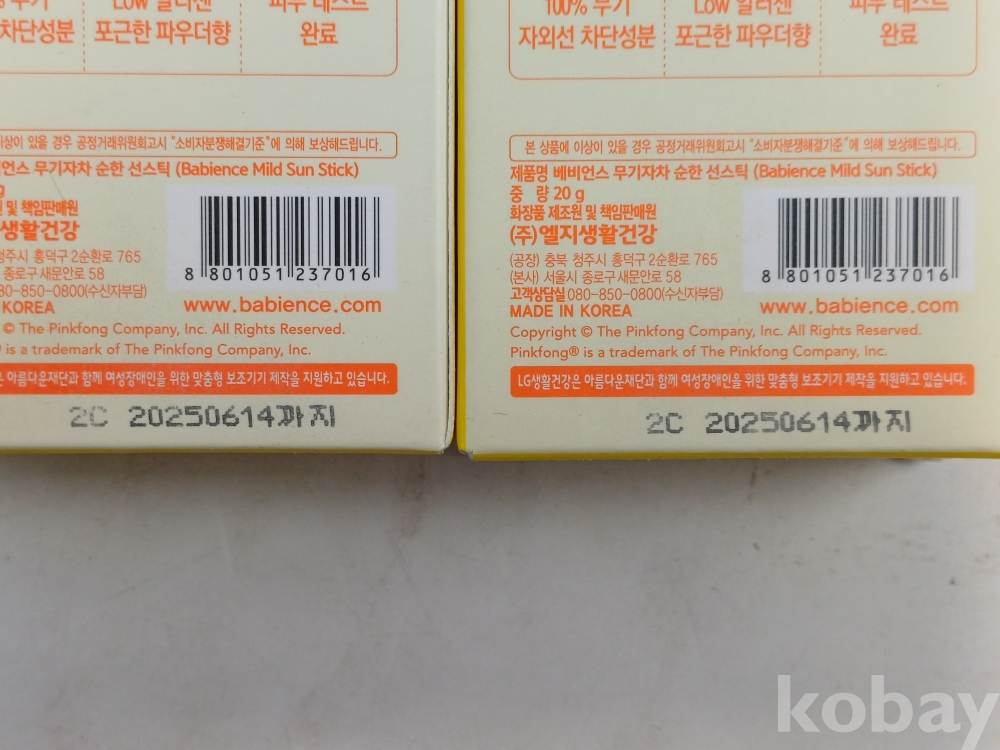 무기
Low 알러젠
피부 테스트
차단성분
포근한 파우더향
완료
이상이 있을 경우 공정거래위원회고시 "소비자분쟁해결기준"에 의해 보상해드립니다.
비언스 무기자차 순한 선스틱 (Babience Mild Sun Stick)
g
원 및 책임판매원
생활건강
청주시 흥덕구 2순환로 765
종로구 새문안로 58
080-850-0800(수신자부담)
KOREA
8 801051 237016
www.babience.com
© The Pinkfong Company, Inc. All Rights Reserved.
® is a trademark of The Pinkfong Company, Inc.
은 아름다운재단과 함께 여성장애인을 위한 맞춤형 보조기기 제작을 지원하고 있습니다.
2C 20250614까지
100% 무기
자외선 차단성분
Low 알러젠
포근한 파우더향
피부 테스트
완료
본 상품에 이상이 있을 경우 공정거래위원회고시 "소비자분쟁해결기준"에 의해 보상해드립니다.
제품명 베비언스 무기자차 순한 선스틱 (Babience Mild Sun Stick)
중 량 20 g
화장품 제조원 및 책임판매원
(주)엘지생활건강
(공장) 충북 청주시 흥덕구 2순환로 765
(본사) 서울시 종로구 새문안로 58
고객상담실 080-850-0800(수신자부담)
MADE IN KOREA
8 801051 237016
www.babience.com
Copyright © The Pinkfong Company, Inc. All Rights Reserved.
Pinkfong® is a trademark of The Pinkfong Company, Inc.
LG생활건강은 아름다운재단과 함께 여성장애인을 위한 맞춤형 보조기기 제작을 지원하고 있습니다.
2C 20250614까지
kobay